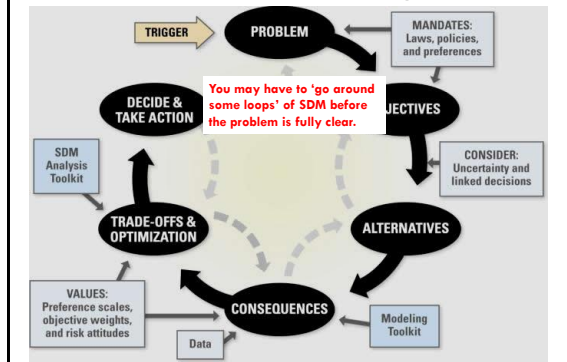 TRIGGER
PROBLEM
MANDATES:
Laws, policies,
and preferences
You may have to ‘go around
some loops’ of SDM before
the problem is fully clear.
DECIDE &
TAKE ACTION
JECTIVES
SDM
Analysis
Toolkit
CONSIDER:
Uncertainty and
linked decisions
TRADE-OFFS &
OPTIMIZATION
ALTERNATIVES
VALUES:
Preference scales,
objective weights,
and risk attitudes
CONSEQUENCES
Data
Modeling
Toolkit